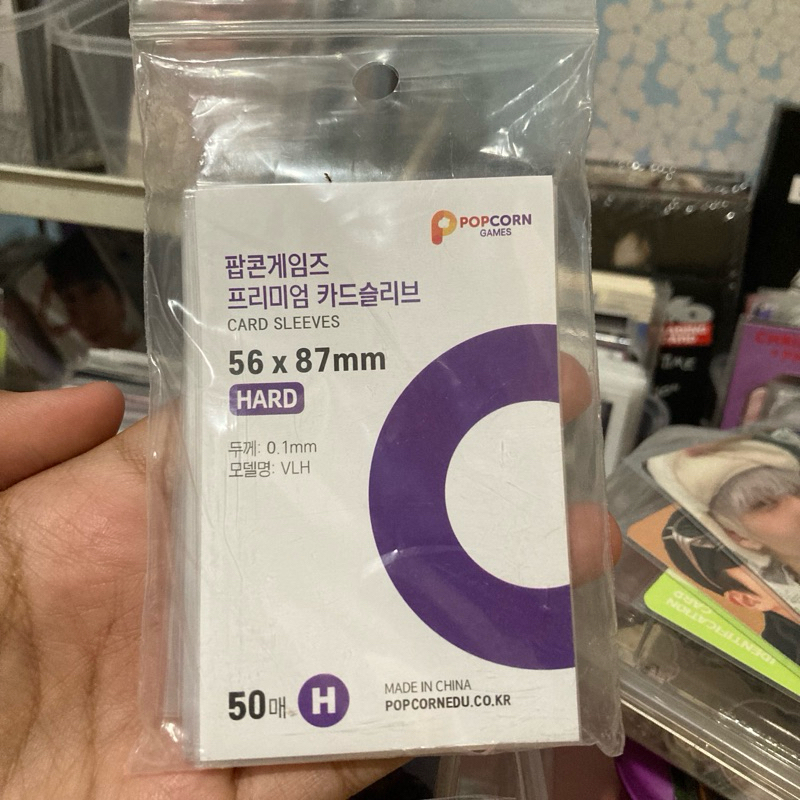 POPCORN
GAMES
팝콘게임즈
프리미엄 카드슬리브
CARD SLEEVES
56 x 87mm
HARD
두께: 0.1mm
모델명: VLH
50매
H
MADE IN CHINA
POPCORNEDU.CO.KR
IDENTIFICATION
CARD